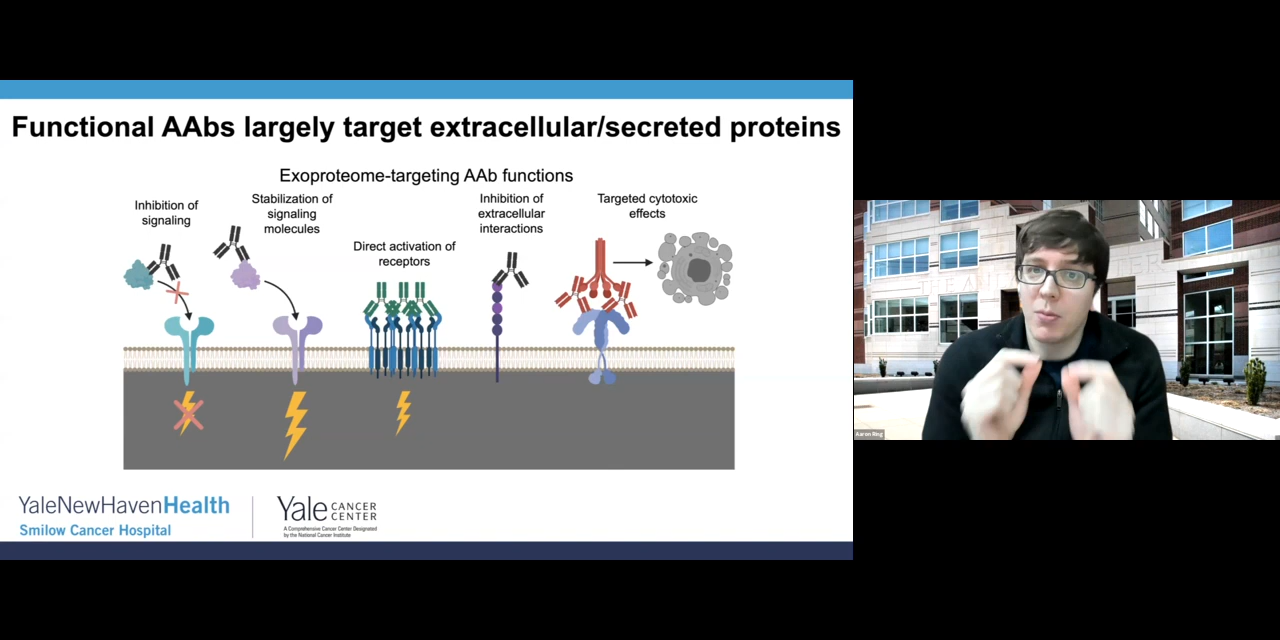 Functional AAbs largely target extracellular/secreted proteins
Exoproteome-targeting AAb functions
Inhibition of
signaling
Stabilization of
signaling
molecules
Direct activation of
receptors
Inhibition of
extracellular
interactions
Targeted cytotoxic
effects
YaleNewHavenHealth
Smilow Cancer Hospital
Yale CANCER
CENTER
A Comprehensive Cancer Center Designated
by the National Cancer Institute
Aaron Ring